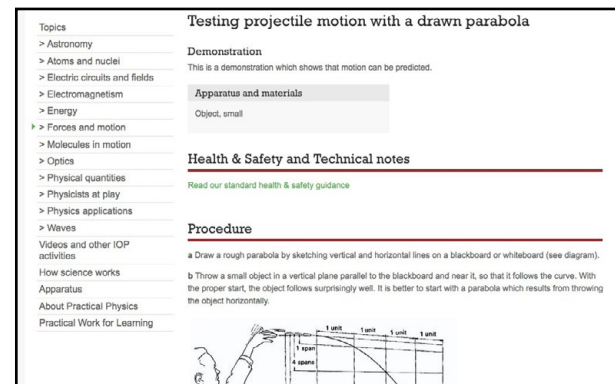 Topics
> Astronomy
> Atoms and nuclei
> Electric circuits and fields
> Electromagnetism
> Energy
> Forces and motion
> Molecules in motion
> Optics
> Physical quantities
> Physicists at play
> Physics applications
> Waves
Videos and other IOP
activities
How science works
Apparatus
About Practical Physics
Practical Work for Learning
Testing projectile motion with a drawn parabola
Demonstration
This is a demonstration which shows that motion can be predicted.
Apparatus and materials
Object, small
Health & Safety and Technical notes
Read our standard health & safety guidance
Procedure
a Draw a rough parabola by sketching vertical and horizontal lines on a blackboard or whiteboard (see diagram).
b Throw a small object in a vertical plane parallel to the blackboard and near it, so that it follows the curve. With
the proper start, the object follows surprisingly well. It is better to start with a parabola which results from throwing
the object horizontally.
1 unit 1 unit 1 unit 1 unit
1 span
4 spans